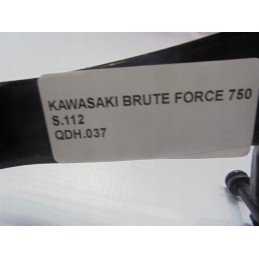 KAWASAKI BRUTE FORCE 750
S.112
QDH.037